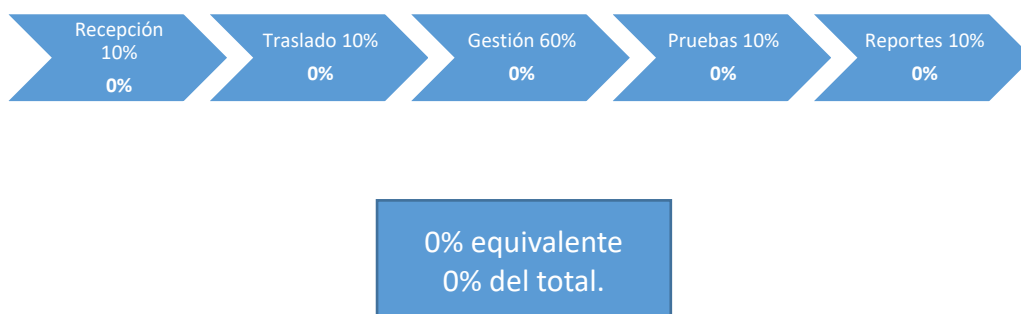 Recepción
10%
0%
Traslado 10%
0%
Gestión 60%
0%
Pruebas 10%
0%
Reportes 10%
0%
0% equivalente
0% del total.